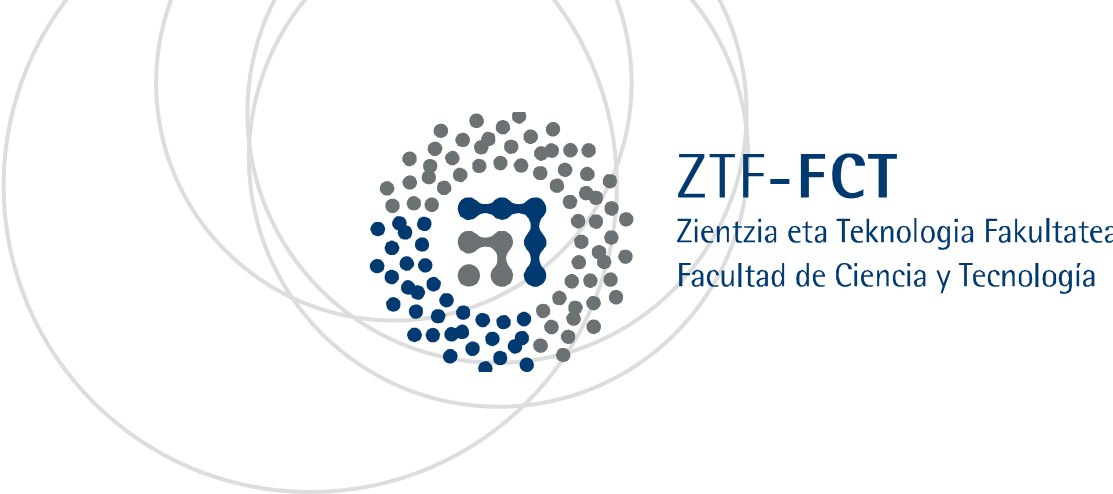 ZTF-FCT
Zientzia eta Teknologia Fakultatea
Facultad de Ciencia y Tecnología